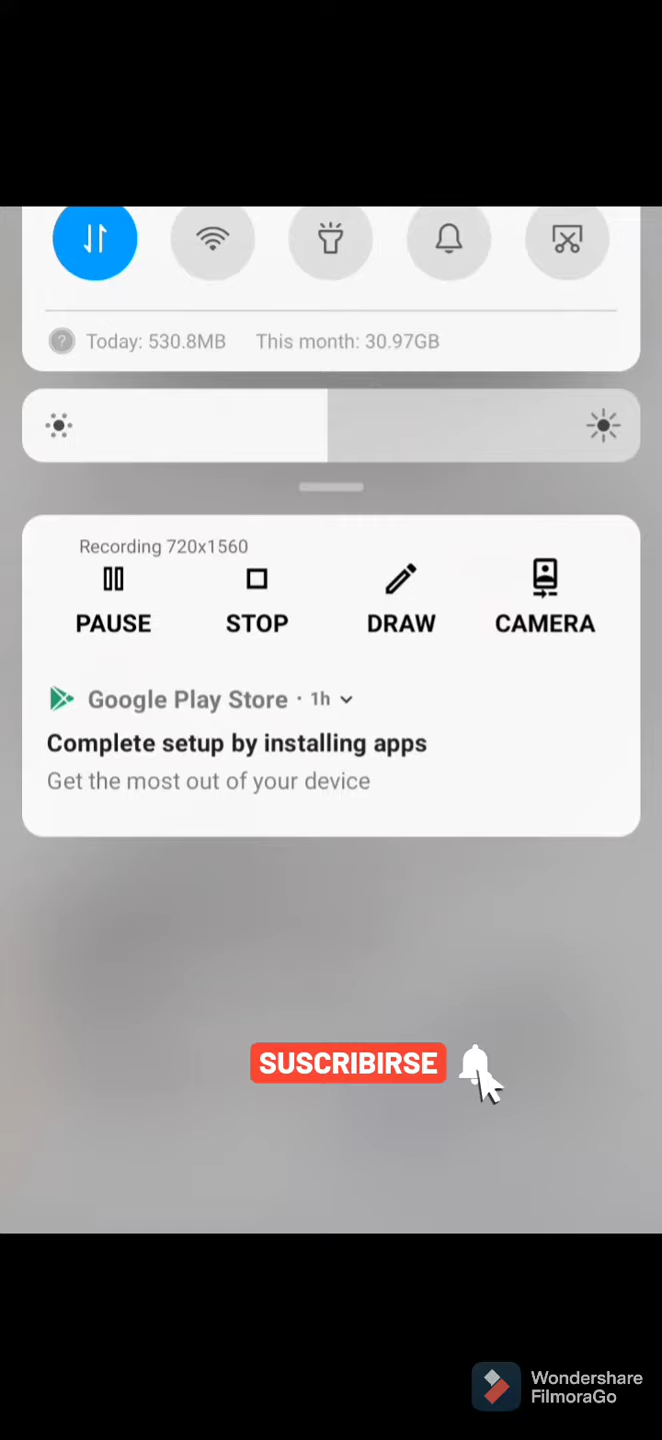 Today: 530.8MB This month: 30.97GB
Recording 720x1560
PAUSE STOP DRAW CAMERA
Google Play Store · 1h
Complete setup by installing apps
Get the most out of your device
SUSCRIBIRSE
Wondershare
FilmoraGo